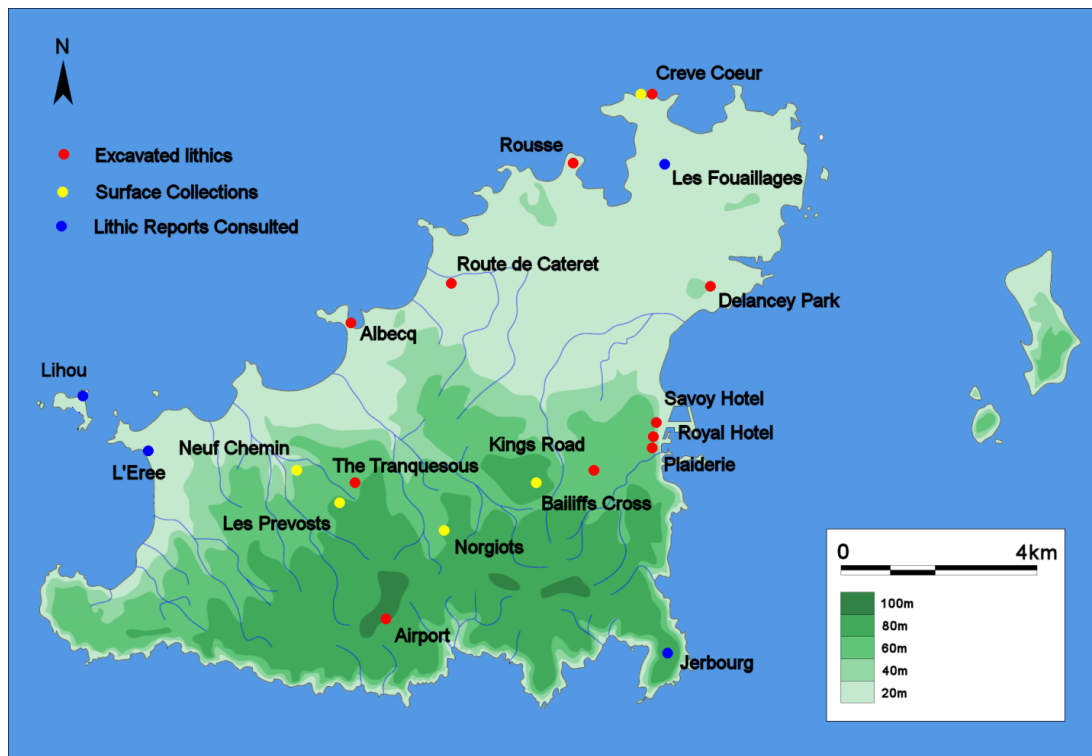 N
Creve Coeur
Rousse
Excavated lithics
Les Fouaillages
Surface Collections
Lithic Reports Consulted
Route de Cateret
Delancey Park
Albecq
Lihou
Savoy Hotel
Royal Hotel
Neuf Chemin
Kings Road
Plaiderie
The Tranquesous
L'Eree
Bailiffs Cross
Les Prevosts
Norgiots
0 4km
100m
80m
Airport
60m
Jerbourg
40m
20m